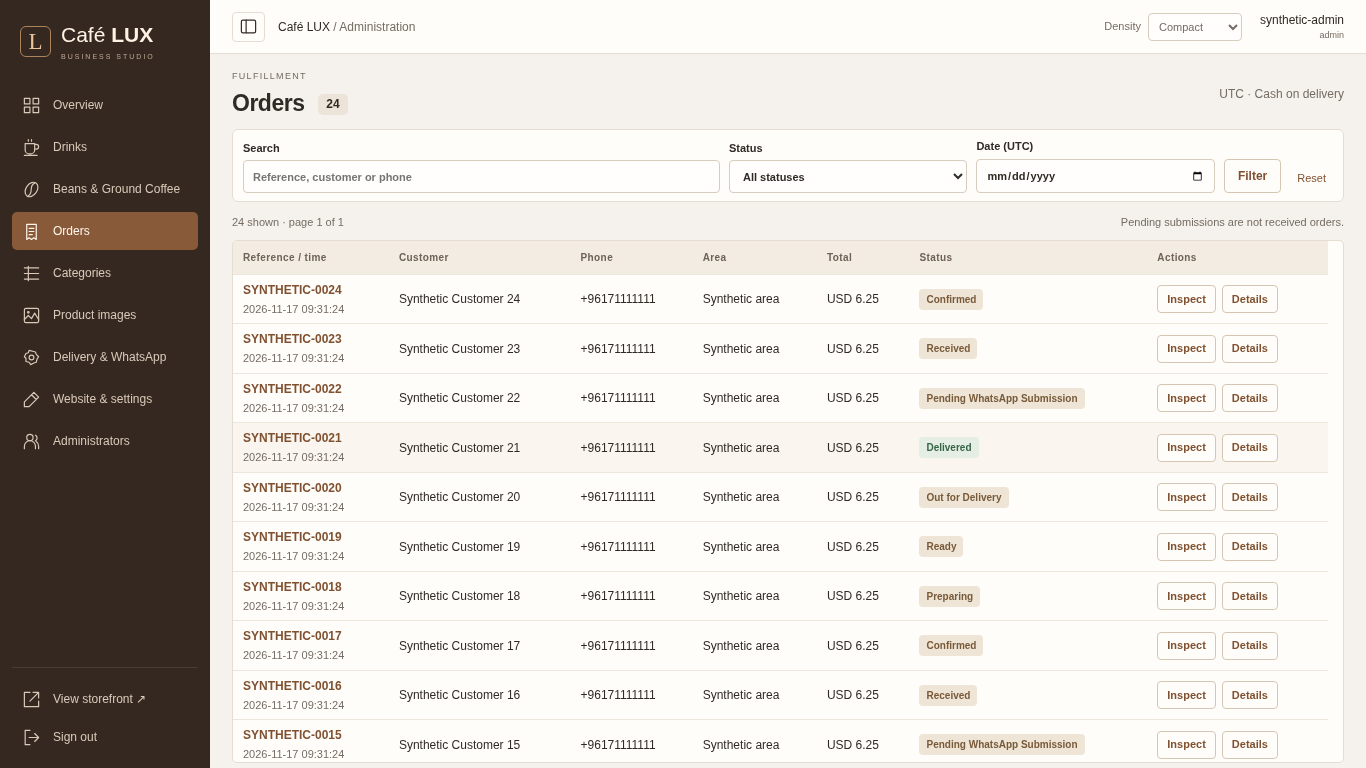 L
Café LUX
BUSINESS STUDIO
Overview
Drinks
Beans & Ground Coffee
Orders
Categories
Product images
Delivery & WhatsApp
Website & settings
Administrators
View storefront ↗
Sign out
Café LUX / Administration
Density Compact
synthetic-admin
admin
FULFILLMENT
Orders 24
UTC · Cash on delivery
Search Status Date (UTC)
Reference, customer or phone All statuses mm/dd/yyyy Filter Reset
24 shown · page 1 of 1 Pending submissions are not received orders.
Reference / time Customer Phone Area Total Status Actions
SYNTHETIC-0024
2026-11-17 09:31:24 Synthetic Customer 24 +96171111111 Synthetic area USD 6.25 Confirmed Inspect Details
SYNTHETIC-0023
2026-11-17 09:31:24 Synthetic Customer 23 +96171111111 Synthetic area USD 6.25 Received Inspect Details
SYNTHETIC-0022
2026-11-17 09:31:24 Synthetic Customer 22 +96171111111 Synthetic area USD 6.25 Pending WhatsApp Submission Inspect Details
SYNTHETIC-0021
2026-11-17 09:31:24 Synthetic Customer 21 +96171111111 Synthetic area USD 6.25 Delivered Inspect Details
SYNTHETIC-0020
2026-11-17 09:31:24 Synthetic Customer 20 +96171111111 Synthetic area USD 6.25 Out for Delivery Inspect Details
SYNTHETIC-0019
2026-11-17 09:31:24 Synthetic Customer 19 +96171111111 Synthetic area USD 6.25 Ready Inspect Details
SYNTHETIC-0018
2026-11-17 09:31:24 Synthetic Customer 18 +96171111111 Synthetic area USD 6.25 Preparing Inspect Details
SYNTHETIC-0017
2026-11-17 09:31:24 Synthetic Customer 17 +96171111111 Synthetic area USD 6.25 Confirmed Inspect Details
SYNTHETIC-0016
2026-11-17 09:31:24 Synthetic Customer 16 +96171111111 Synthetic area USD 6.25 Received Inspect Details
SYNTHETIC-0015
2026-11-17 09:31:24 Synthetic Customer 15 +96171111111 Synthetic area USD 6.25 Pending WhatsApp Submission Inspect Details